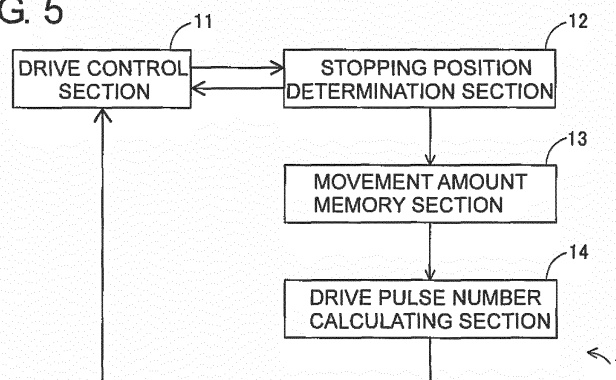 G. 5
11
DRIVE CONTROL
SECTION
12
STOPPING POSITION
DETERMINATION SECTION
13
MOVEMENT AMOUNT
MEMORY SECTION
14
DRIVE PULSE NUMBER
CALCULATING SECTION